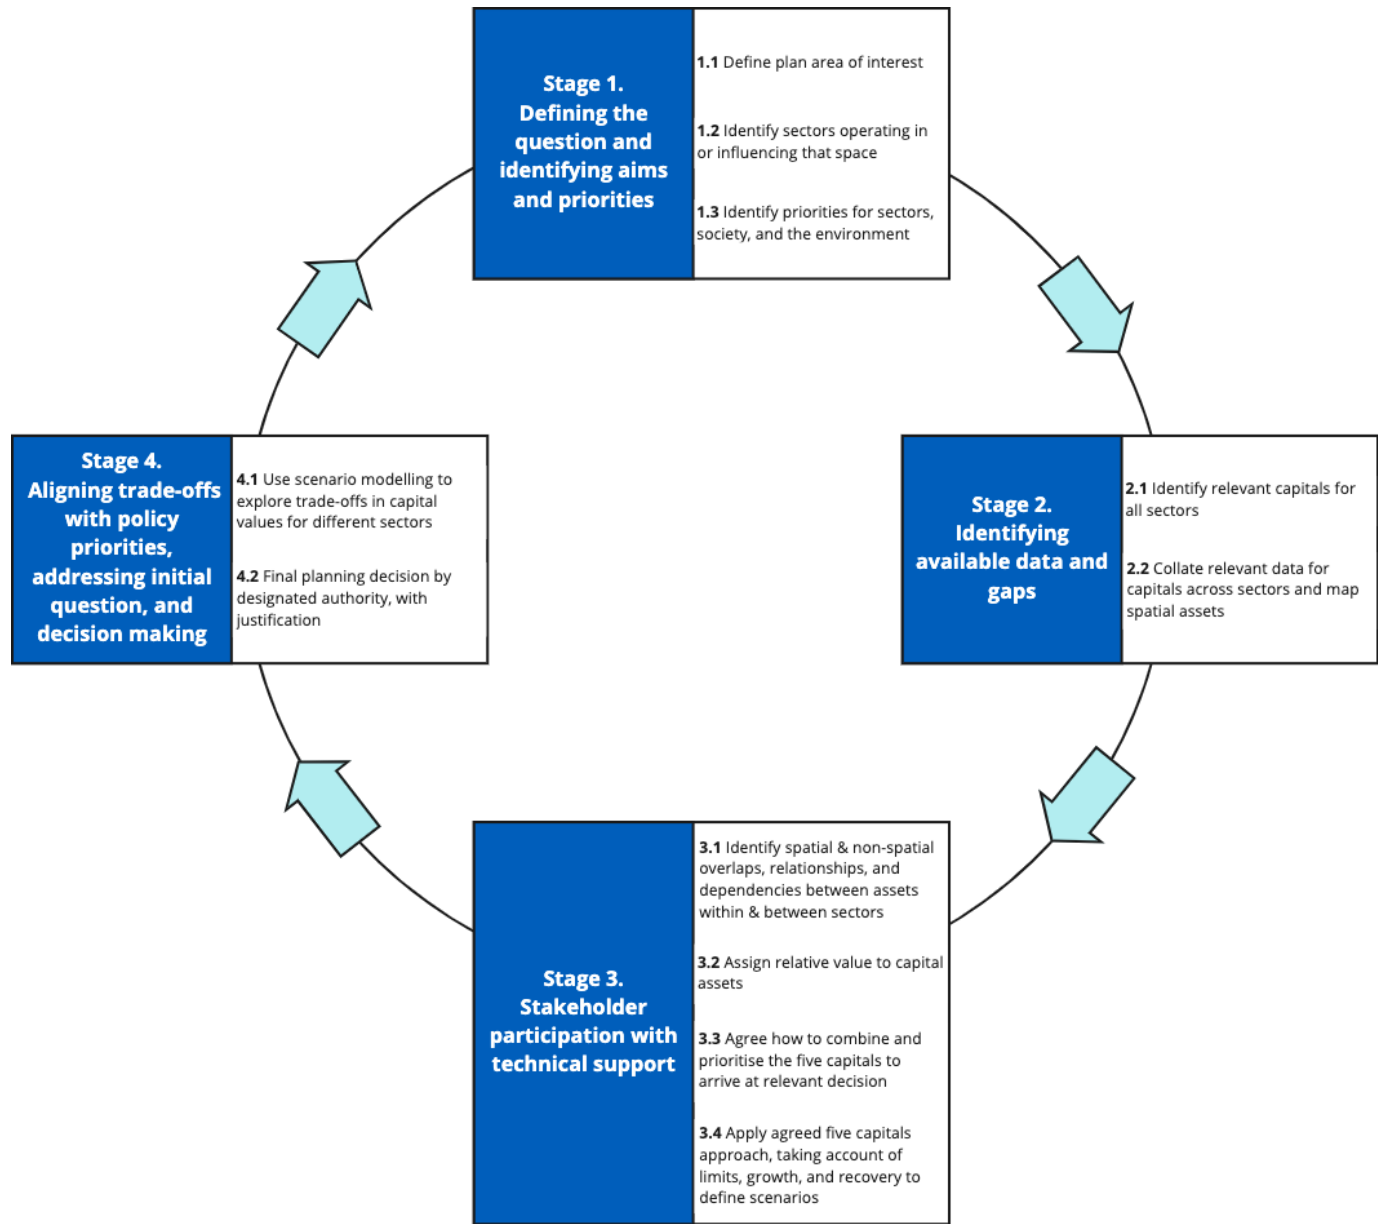 Stage 1.
Defining the
question and
identifying aims
and priorities
1.1 Define plan area of interest
1.2 Identify sectors operating in
or influencing that space
1.3 Identify priorities for sectors,
society, and the environment
Stage 2.
Identifying
available data and
gaps
2.1 Identify relevant capitals for
all sectors
2.2 Collate relevant data for
capitals across sectors and map
spatial assets
Stage 3.
Stakeholder
participation with
technical support
3.1 Identify spatial & non-spatial
overlaps, relationships, and
dependencies between assets
within & between sectors
3.2 Assign relative value to capital
assets
3.3 Agree how to combine and
prioritise the five capitals to
arrive at relevant decision
3.4 Apply agreed five capitals
approach, taking account of
limits, growth, and recovery to
define scenarios
Stage 4.
Aligning trade-offs
with policy
priorities,
addressing initial
question, and
decision making
4.1 Use scenario modelling to
explore trade-offs in capital
values for different sectors
4.2 Final planning decision by
designated authority, with
justification